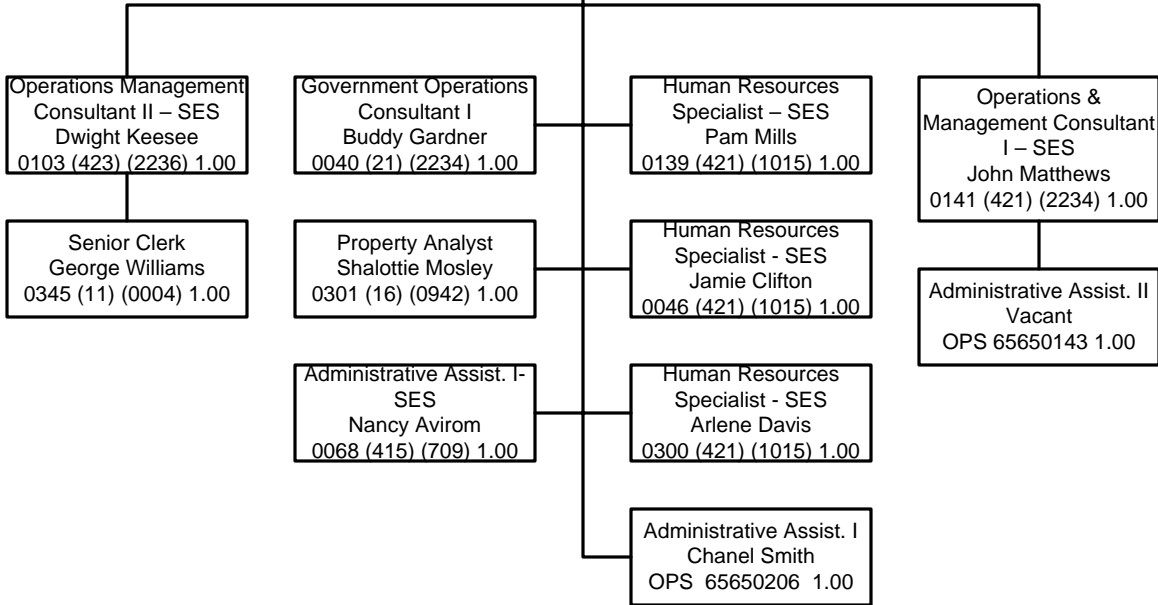 Operations Management
Consultant II – SES
Dwight Keesee
0103 (423) (2236) 1.00
Government Operations
Consultant I
Buddy Gardner
0040 (21) (2234) 1.00
Human Resources
Specialist – SES
Pam Mills
0139 (421) (1015) 1.00
Operations &
Management Consultant
I – SES
John Matthews
0141 (421) (2234) 1.00
Senior Clerk
George Williams
0345 (11) (0004) 1.00
Property Analyst
Shalottie Mosley
0301 (16) (0942) 1.00
Human Resources
Specialist - SES
Jamie Clifton
0046 (421) (1015) 1.00
Administrative Assist. II
Vacant
OPS 65650143 1.00
Administrative Assist. I-
SES
Nancy Avirom
0068 (415) (709) 1.00
Human Resources
Specialist - SES
Arlene Davis
0300 (421) (1015) 1.00
Administrative Assist. I
Chanel Smith
OPS  65650206  1.00